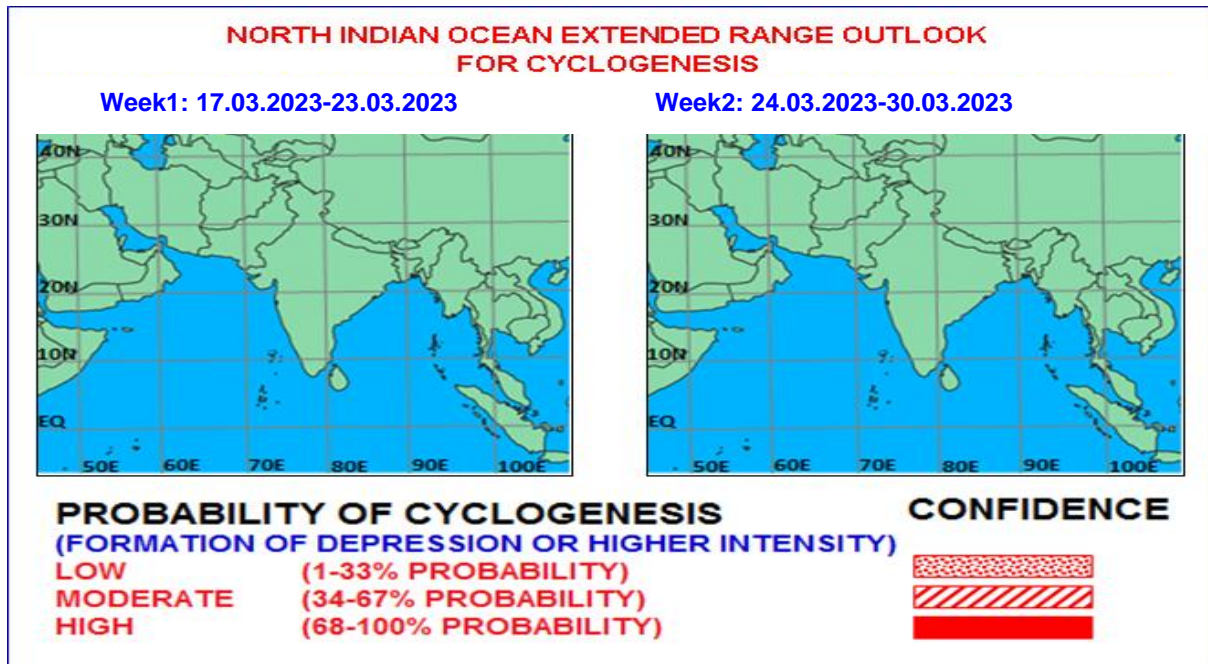 NORTH INDIAN OCEAN EXTENDED RANGE OUTLOOK
FOR CYCLOGENESIS
Week1: 17.03.2023-23.03.2023
Week2: 24.03.2023-30.03.2023
40N
30N
20N
10N
EQ
50E 60E 70E 80E 90E 100E
40N
30N
20N
10N
EQ
50E 60E 70E 80E 90E 100E
PROBABILITY OF CYCLOGENESIS
CONFIDENCE
(FORMATION OF DEPRESSION OR HIGHER INTENSITY)
LOW (1-33% PROBABILITY)
MODERATE (34-67% PROBABILITY)
HIGH (68-100% PROBABILITY)